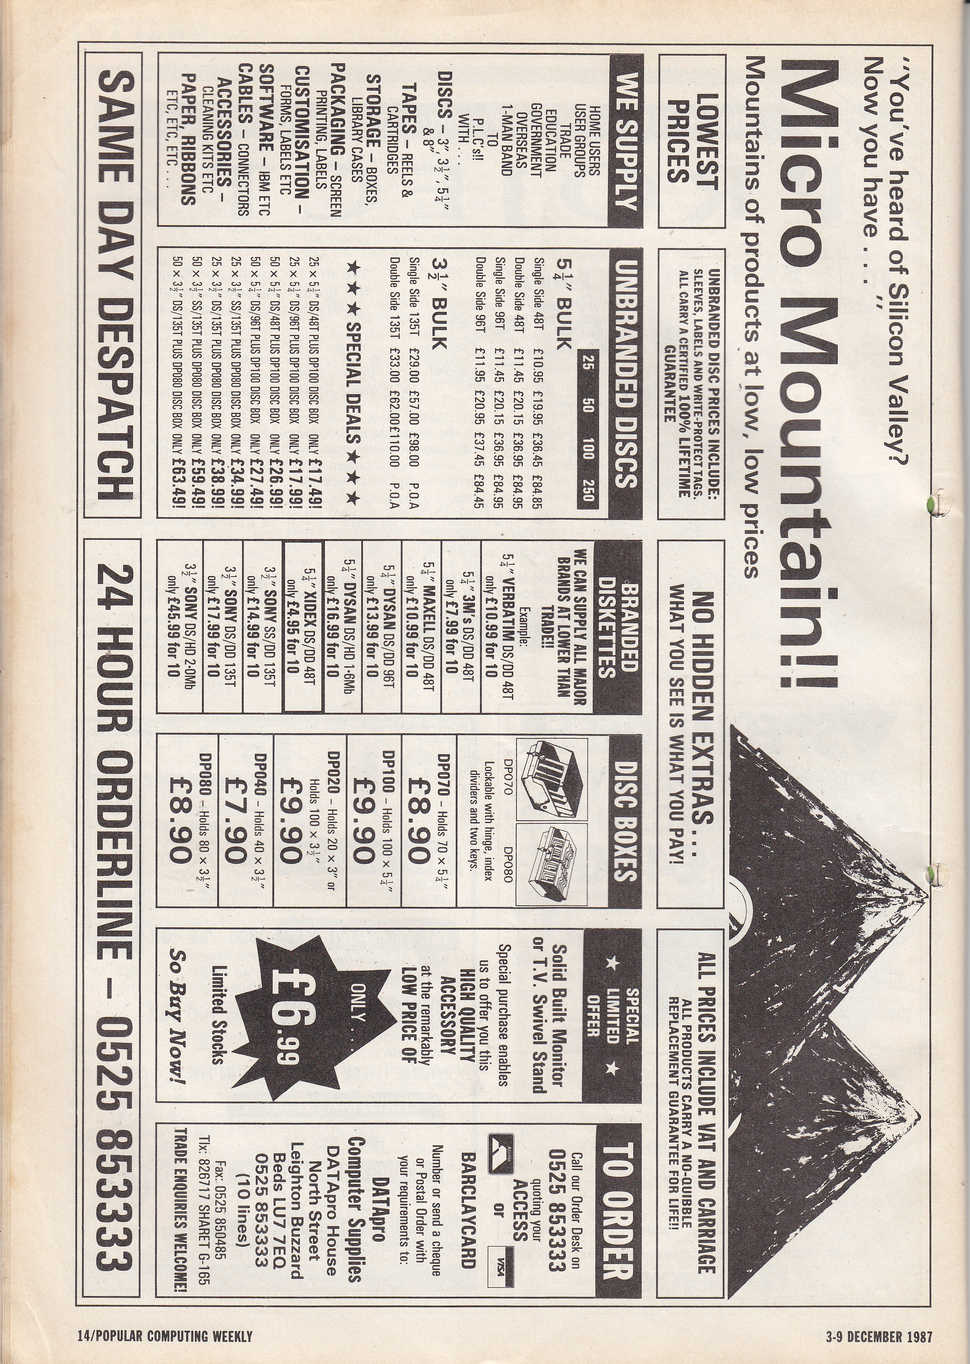 "You've heard of Silicon Valley?
Now you have . . . "
Micro Mountain!!
Mountains of products at low, low prices
LOWEST
PRICES
UNBRANDED DISC PRICES INCLUDE:
SLEEVES, LABELS AND WRITE-PROTECT TAGS.
ALL CARRY A CERTIFIED 100% LIFETIME
GUARANTEE
NO HIDDEN EXTRAS. . .
WHAT YOU SEE IS WHAT YOU PAY!
ALL PRICES INCLUDE VAT AND CARRIAGE
ALL PRODUCTS CARRY A NO-QUIBBLE
REPLACEMENT GUARANTEE FOR LIFE!!
WE SUPPLY
HOME USERS
USER GROUPS
TRADE
EDUCATION
GOVERNMENT
OVERSEAS
1-MAN BAND
TO
P.L.C's!!
WITH . . .
DISCS – 3", 3½", 5¼"
& 8"
TAPES – REELS &
CARTRIDGES
STORAGE – BOXES,
LIBRARY CASES
PACKAGING – SCREEN
PRINTING, LABELS
CUSTOMISATION –
FORMS, LABELS ETC
SOFTWARE – IBM ETC
CABLES – CONNECTORS
ACCESSORIES –
CLEANING KITS ETC
PAPER, RIBBONS
ETC, ETC, ETC . . .
UNBRANDED DISCS
25 50 100 250
5¼" BULK
Single Side 48T £10.95 £19.95 £36.45 £84.85
Double Side 48T £11.45 £20.15 £36.95 £84.95
Single Side 96T £11.45 £20.15 £36.95 £84.95
Double Side 96T £11.95 £20.95 £37.45 £84.45
3½" BULK
Single Side 135T £29.00 £57.00 £98.00 P.O.A
Double Side 135T £33.00 £62.00 £110.00 P.O.A
★ ★ ★ ★ SPECIAL DEALS ★ ★ ★ ★
25 × 5¼" DS/48T PLUS DP100 DISC BOX ONLY £17.49!
25 × 5¼" DS/96T PLUS DP100 DISC BOX ONLY £17.99!
50 × 5¼" DS/48T PLUS DP100 DISC BOX ONLY £26.99!
50 × 5¼" DS/96T PLUS DP100 DISC BOX ONLY £27.49!
25 × 3½" SS/135T PLUS DP080 DISC BOX ONLY £34.99!
25 × 3½" DS/135T PLUS DP080 DISC BOX ONLY £38.99!
50 × 3½" SS/135T PLUS DP080 DISC BOX ONLY £59.49!
50 × 3½" DS/135T PLUS DP080 DISC BOX ONLY £63.49!
BRANDED
DISKETTES
WE CAN SUPPLY ALL MAJOR
BRANDS AT LOWER THAN
TRADE!!
Example:
5¼" VERBATIM DS/DD 48T
only £10.99 for 10
5¼" 3M's DS/DD 48T
only £7.99 for 10
5¼" MAXELL DS/DD 48T
only £10.99 for 10
5¼" DYSAN DS/DD 96T
only £13.99 for 10
5¼" DYSAN DS/HD 1·6Mb
only £16.99 for 10
5¼" XIDEX DS/DD 48T
only £4.95 for 10
3½" SONY SS/DD 135T
only £14.99 for 10
3½" SONY DS/DD 135T
only £17.99 for 10
3½" SONY DS/HD 2·0Mb
only £45.99 for 10
DISC BOXES
DP070 DP080
Lockable with hinge, index
dividers and two keys.
DP070 – Holds 70 × 5¼"
£8.90
DP100 – Holds 100 × 5¼"
£9.90
DP020 – Holds 20 × 3" or
Holds 100 × 3½"
£9.90
DP040 – Holds 40 × 3½"
£7.90
DP080 – Holds 80 × 3½"
£8.90
SPECIAL
★ LIMITED ★
OFFER
Solid Built Monitor
or T.V. Swivel Stand
Special purchase enables
us to offer you this
HIGH QUALITY
ACCESSORY
at the remarkably
LOW PRICE OF
ONLY . . .
£6.99
Limited Stocks
So Buy Now!
TO ORDER
Call our Order Desk on
0525 853333
quoting your
ACCESS
or
VISA
BARCLAYCARD
Number or send a cheque
or Postal Order with
your requirements to:
DATApro
Computer Supplies
DATApro House
North Street
Leighton Buzzard
Beds LU7 7EQ
0525 853333
(10 lines)
Fax: 0525 850485
Tlx: 826717 SHARET G-165
TRADE ENQUIRIES WELCOME!
SAME DAY DESPATCH
24 HOUR ORDERLINE – 0525 853333
14/POPULAR COMPUTING WEEKLY
3-9 DECEMBER 1987